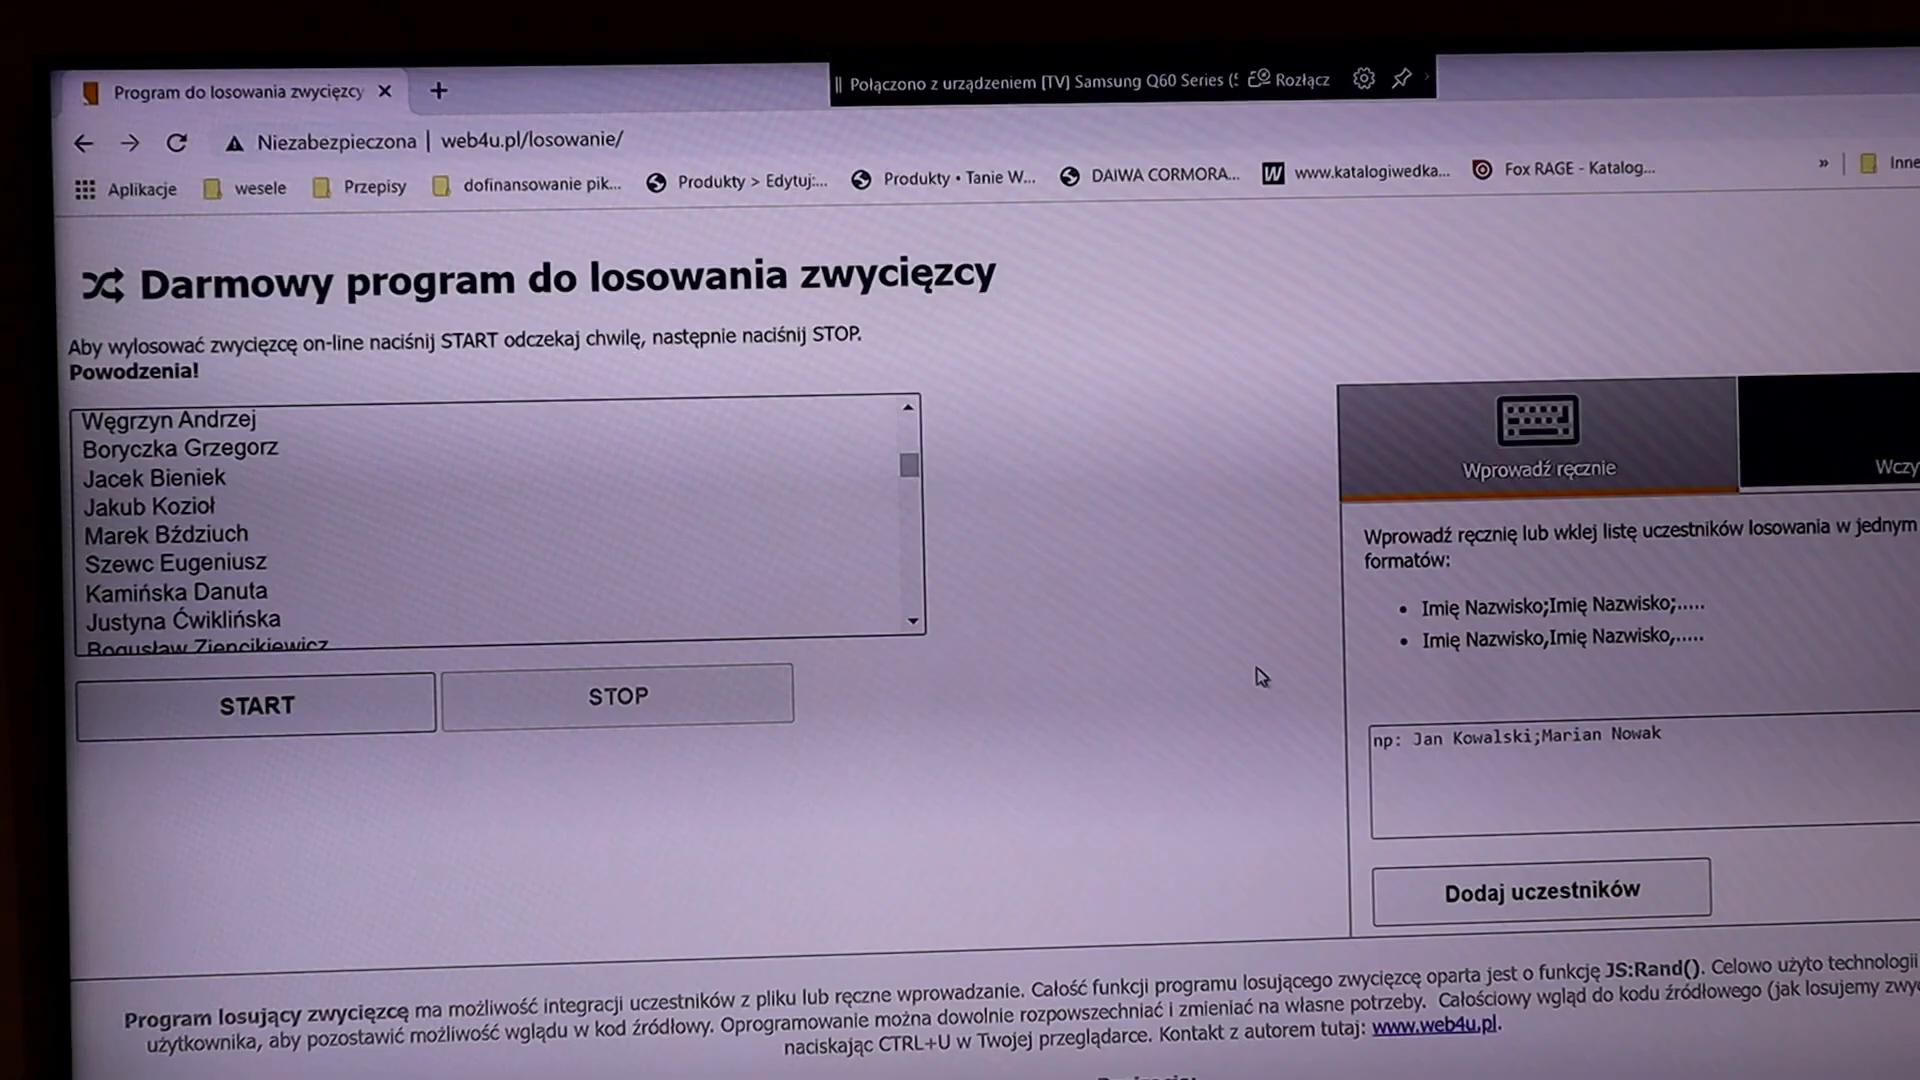 Program do losowania zwycięzcy
Połączono z urządzeniem [TV] Samsung Q60 Series Rozłącz
Niezabezpieczona | web4u.pl/losowanie/
Aplikacje wesele Przepisy dofinansowanie pik... Produkty > Edytuj:... Produkty • Tanie W... DAIWA CORMORA... www.katalogiwedka... Fox RAGE - Katalog... » Inne
Darmowy program do losowania zwycięzcy
Aby wylosować zwycięzcę on-line naciśnij START odczekaj chwilę, następnie naciśnij STOP.
Powodzenia!
Węgrzyn Andrzej
Boryczka Grzegorz
Jacek Bieniek
Jakub Kozioł
Marek Bździuch
Szewc Eugeniusz
Kamińska Danuta
Justyna Ćwiklińska
Bogusław Ziencikiewicz
START STOP
Wprowadź ręcznie
Wczy
Wprowadź ręcznię lub wklej listę uczestników losowania w jednym
formatów:
• Imię Nazwisko;Imię Nazwisko;.....
• Imię Nazwisko,Imię Nazwisko,.....
np: Jan Kowalski;Marian Nowak
Dodaj uczestników
Program losujący zwycięzcę ma możliwość integracji uczestników z pliku lub ręczne wprowadzanie. Całość funkcji programu losującego zwycięzcę oparta jest o funkcję JS:Rand(). Celowo użyto technologii
użytkownika, aby pozostawić możliwość wglądu w kod źródłowy. Oprogramowanie można dowolnie rozpowszechniać i zmieniać na własne potrzeby. Całościowy wgląd do kodu źródłowego (jak losujemy zwyc
naciskając CTRL+U w Twojej przeglądarce. Kontakt z autorem tutaj: www.web4u.pl.